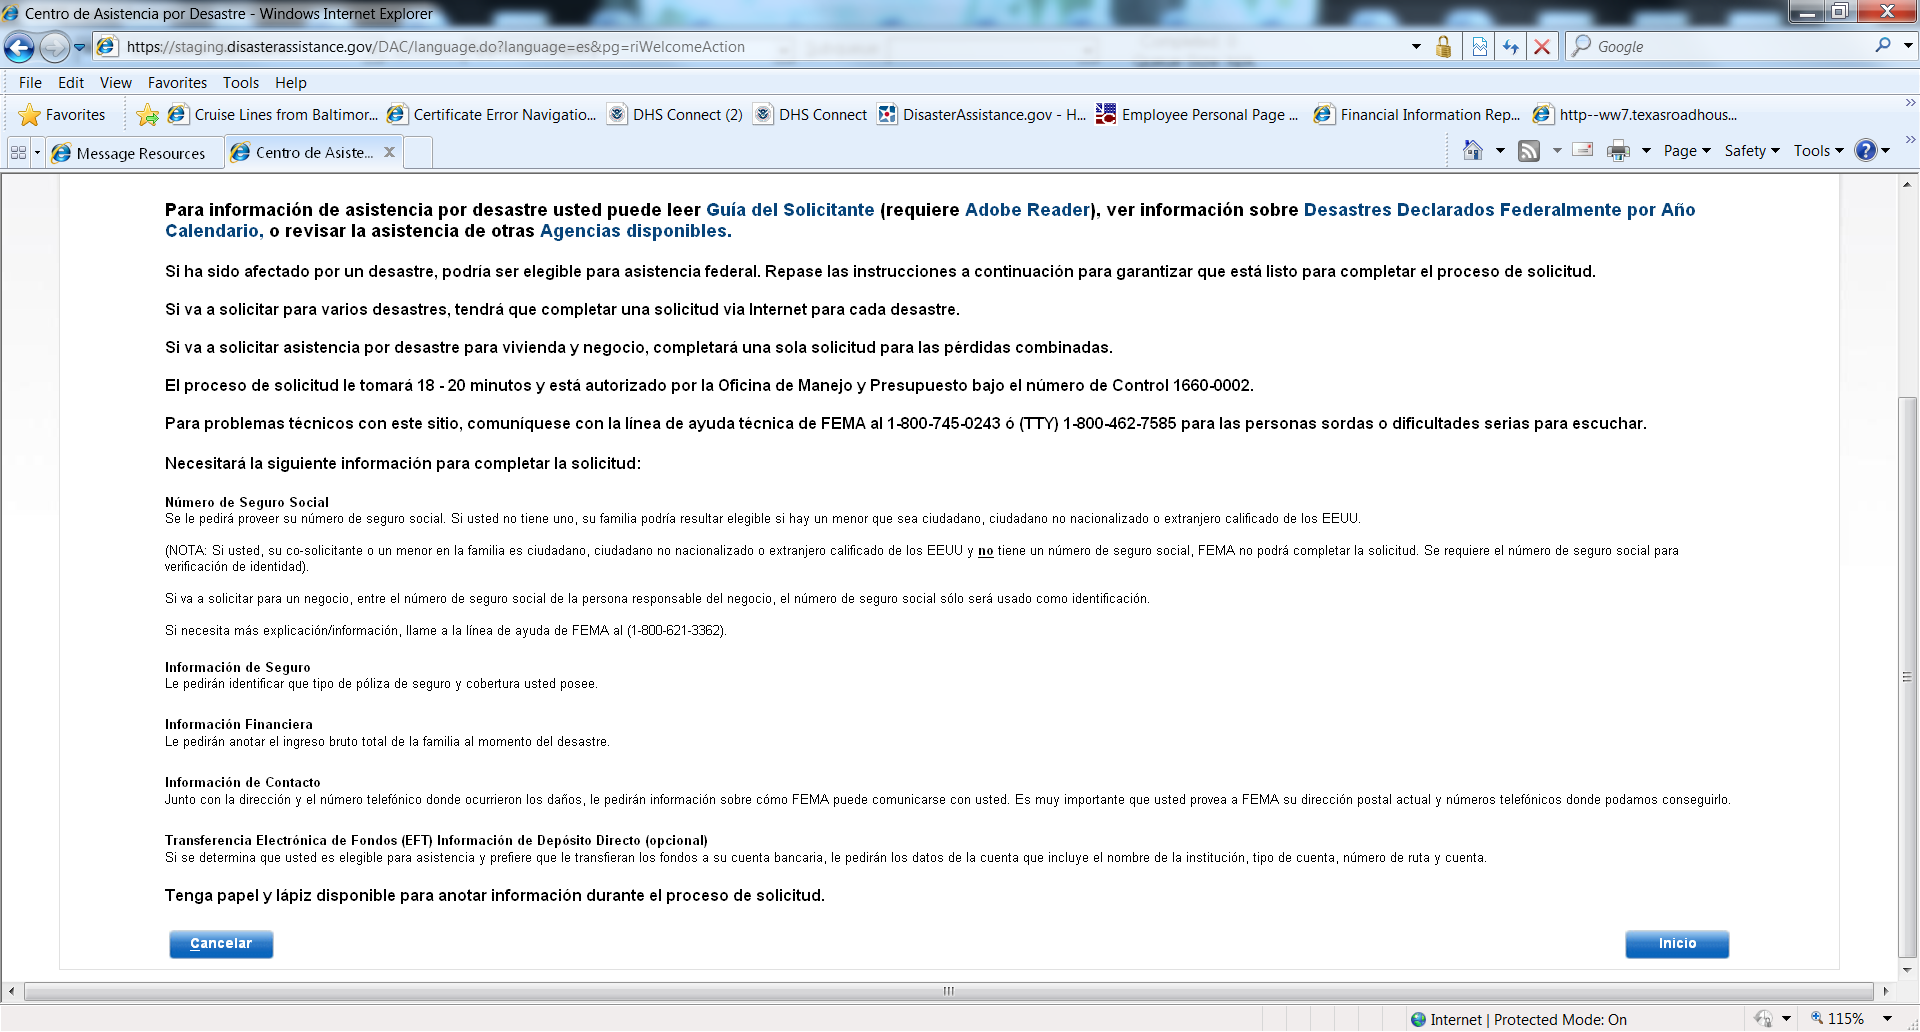 Centro de Asistencia por Desastre - Windows Internet Explorer
https://staging.disasterassistance.gov/DAC/language.do?language=es&pg=riWelcomeAction
Google
File Edit View Favorites Tools Help
Favorites
Cruise Lines from Baltimor...
Certificate Error Navigatio...
DHS Connect (2)
DHS Connect
DisasterAssistance.gov - H...
Employee Personal Page ...
Financial Information Rep...
http--ww7.texasroadhous...
Message Resources
Centro de Asiste...
Page Safety Tools
Para información de asistencia por desastre usted puede leer Guía del Solicitante (requiere Adobe Reader), ver información sobre Desastres Declarados Federalmente por Año
Calendario, o revisar la asistencia de otras Agencias disponibles.
Si ha sido afectado por un desastre, podría ser elegible para asistencia federal. Repase las instrucciones a continuación para garantizar que está listo para completar el proceso de solicitud.
Si va a solicitar para varios desastres, tendrá que completar una solicitud via Internet para cada desastre.
Si va a solicitar asistencia por desastre para vivienda y negocio, completará una sola solicitud para las pérdidas combinadas.
El proceso de solicitud le tomará 18 - 20 minutos y está autorizado por la Oficina de Manejo y Presupuesto bajo el número de Control 1660-0002.
Para problemas técnicos con este sitio, comuníquese con la línea de ayuda técnica de FEMA al 1-800-745-0243 ó (TTY) 1-800-462-7585 para las personas sordas o dificultades serias para escuchar.
Necesitará la siguiente información para completar la solicitud:
Número de Seguro Social
Se le pedirá proveer su número de seguro social. Si usted no tiene uno, su familia podría resultar elegible si hay un menor que sea ciudadano, ciudadano no nacionalizado o extranjero calificado de los EEUU.
(NOTA: Si usted, su co-solicitante o un menor en la familia es ciudadano, ciudadano no nacionalizado o extranjero calificado de los EEUU y no tiene un número de seguro social, FEMA no podrá completar la solicitud. Se requiere el número de seguro social para
verificación de identidad).
Si va a solicitar para un negocio, entre el número de seguro social de la persona responsable del negocio, el número de seguro social sólo será usado como identificación.
Si necesita más explicación/información, llame a la línea de ayuda de FEMA al (1-800-621-3362).
Información de Seguro
Le pedirán identificar que tipo de póliza de seguro y cobertura usted posee.
Información Financiera
Le pedirán anotar el ingreso bruto total de la familia al momento del desastre.
Información de Contacto
Junto con la dirección y el número telefónico donde ocurrieron los daños, le pedirán información sobre cómo FEMA puede comunicarse con usted. Es muy importante que usted provea a FEMA su dirección postal actual y números telefónicos donde podamos conseguirlo.
Transferencia Electrónica de Fondos (EFT) Información de Depósito Directo (opcional)
Si se determina que usted es elegible para asistencia y prefiere que le transfieran los fondos a su cuenta bancaria, le pedirán los datos de la cuenta que incluye el nombre de la institución, tipo de cuenta, número de ruta y cuenta.
Tenga papel y lápiz disponible para anotar información durante el proceso de solicitud.
Cancelar
Inicio
Internet | Protected Mode: On
115%